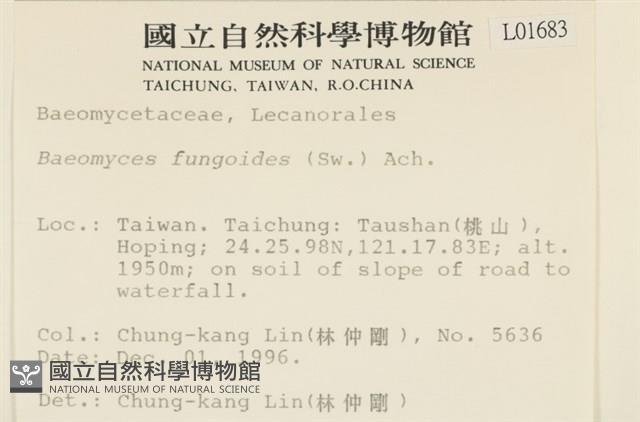 國立自然科學博物館
L01683
NATIONAL MUSEUM OF NATURAL SCIENCE
TAICHUNG, TAIWAN, R.O.CHINA
Baeomycetaceae, Lecanorales
Baeomyces fungoides (Sw.) Ach.
Loc.: Taiwan. Taichung: Taushan(桃山),
Hoping; 24.25.98N,121.17.83E; alt.
1950m; on soil of slope of road to
waterfall.
Col.: Chung-kang Lin(林仲剛), No. 5636
Date: Dec. 01, 1996.
國立自然科學博物館
NATIONAL MUSEUM OF NATURAL SCIENCE
Det.: Chung-kang Lin(林仲剛)